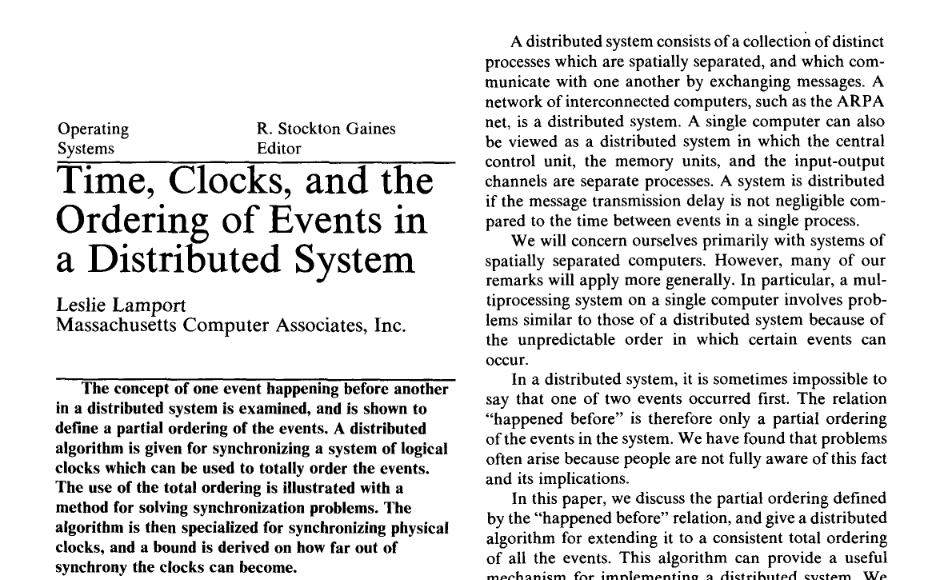 Operating
Systems
R. Stockton Gaines
Editor
Time, Clocks, and the
Ordering of Events in
a Distributed System
Leslie Lamport
Massachusetts Computer Associates, Inc.
The concept of one event happening before another
in a distributed system is examined, and is shown to
define a partial ordering of the events. A distributed
algorithm is given for synchronizing a system of logical
clocks which can be used to totally order the events.
The use of the total ordering is illustrated with a
method for solving synchronization problems. The
algorithm is then specialized for synchronizing physical
clocks, and a bound is derived on how far out of
synchrony the clocks can become.
A distributed system consists of a collection of distinct
processes which are spatially separated, and which com-
municate with one another by exchanging messages. A
network of interconnected computers, such as the ARPA
net, is a distributed system. A single computer can also
be viewed as a distributed system in which the central
control unit, the memory units, and the input-output
channels are separate processes. A system is distributed
if the message transmission delay is not negligible com-
pared to the time between events in a single process.
We will concern ourselves primarily with systems of
spatially separated computers. However, many of our
remarks will apply more generally. In particular, a mul-
tiprocessing system on a single computer involves prob-
lems similar to those of a distributed system because of
the unpredictable order in which certain events can
occur.
In a distributed system, it is sometimes impossible to
say that one of two events occurred first. The relation
“happened before” is therefore only a partial ordering
of the events in the system. We have found that problems
often arise because people are not fully aware of this fact
and its implications.
In this paper, we discuss the partial ordering defined
by the “happened before” relation, and give a distributed
algorithm for extending it to a consistent total ordering
of all the events. This algorithm can provide a useful
mechanism for implementing a distributed system. We